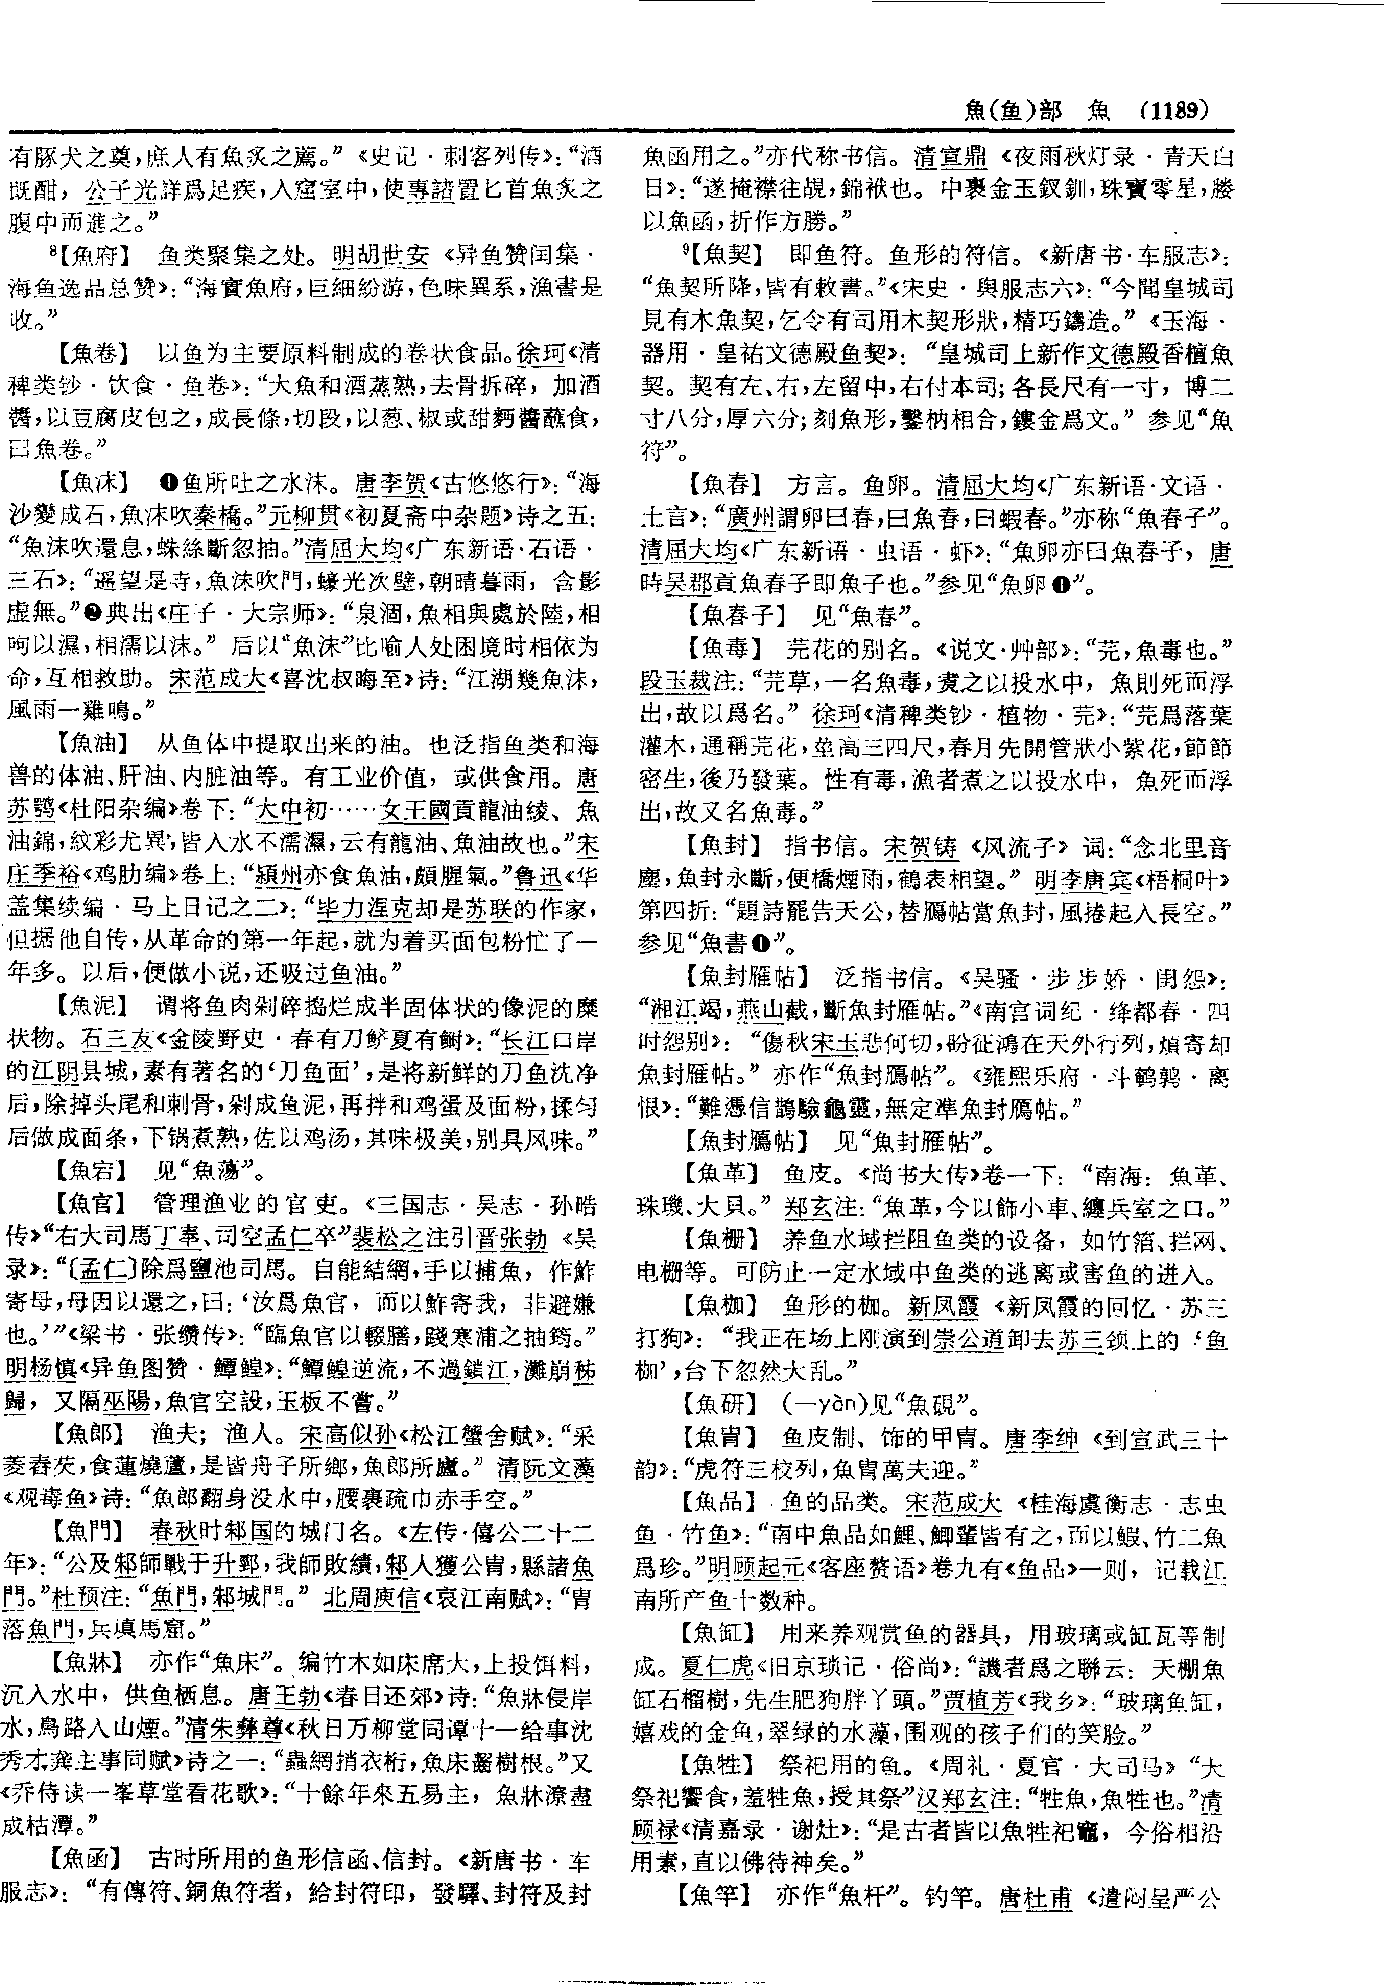 魚(鱼)部　魚　(1189)
有豚犬之奠，庶人有魚炙之薦。”《史记·刺客列传》：“酒
既酣，公子光詳爲足疾，入窟室中，使專諸置匕首魚炙之
腹中而進之。”
⁸【魚府】　鱼类聚集之处。明胡世安《异鱼赞闰集·
海鱼逸品总赞》：“海實魚府，巨細紛游，色味異系，漁書是
收。”
【魚卷】　以鱼为主要原料制成的卷状食品。徐珂《清
稗类钞·饮食·鱼卷》：“大魚和酒蒸熟，去骨拆碎，加酒
醬，以豆腐皮包之，成長條，切段，以葱、椒或甜麪醬蘸食，
曰魚卷。”
【魚沫】　❶鱼所吐之水沫。唐李贺《古悠悠行》：“海
沙變成石，魚沫吹秦橋。”元柳贯《初夏斋中杂题》诗之五：
“魚沫吹還息，蛛絲斷忽抽。”清屈大均《广东新语·石语·
三石》：“遥望是寺，魚沫吹門，蠔光次壁，朝晴暮雨，含影
虚無。”❷典出《庄子·大宗师》：“泉涸，魚相與處於陸，相
呴以濕，相濡以沫。”后以“魚沫”比喻人处困境时相依为
命，互相救助。宋范成大《喜沈叔晦至》诗：“江湖幾魚沫，
風雨一雞鳴。”
【魚油】　从鱼体中提取出来的油。也泛指鱼类和海
兽的体油、肝油、内脏油等。有工业价值，或供食用。唐
苏鹗《杜阳杂编》卷下：“大中初……女王國貢龍油綾、魚
油錦，紋彩尤異，皆入水不濡濕，云有龍油、魚油故也。”宋
庄季裕《鸡肋编》卷上：“潁州亦食魚油，頗腥氣。”鲁迅《华
盖集续编·马上日记之二》：“毕力涅克却是苏联的作家，
但据他自传，从革命的第一年起，就为着买面包粉忙了一
年多。以后，便做小说，还吸过鱼油。”
【魚泥】　谓将鱼肉剁碎捣烂成半固体状的像泥的糜
状物。石三友《金陵野史·春有刀鲚夏有鲥》：“长江口岸
的江阴县城，素有著名的‘刀鱼面’，是将新鲜的刀鱼洗净
后，除掉头尾和刺骨，剁成鱼泥，再拌和鸡蛋及面粉，揉匀
后做成面条，下锅煮熟，佐以鸡汤，其味极美，别具风味。”
【魚宕】　见“魚蕩”。
【魚官】　管理渔业的官吏。《三国志·吴志·孙晧
传》“右大司馬丁奉、司空孟仁卒”裴松之注引晋张勃《吴
录》：“〔孟仁〕除爲鹽池司馬。自能結網，手以捕魚，作鮓
寄母，母因以還之，曰：‘汝爲魚官，而以鮓寄我，非避嫌
也。’”《梁书·张缵传》：“臨魚官以輟膳，踐寒浦之抽筠。”
明杨慎《异鱼图赞·鱏鳇》：“鱏鳇逆流，不過鎖江，灘崩秭
歸，又隔巫陽，魚官空設，玉板不嘗。”
【魚郎】　渔夫；渔人。宋高似孙《松江蟹舍赋》：“采
菱舂芡，食蓮燒蘆，是皆舟子所鄉，魚郎所廬。”清阮文藻
《观毒鱼》诗：“魚郎翻身没水中，腰裹疏巾赤手空。”
【魚門】　春秋时邾国的城门名。《左传·僖公二十二
年》：“公及邾師戰于升陘，我師敗績，邾人獲公胄，縣諸魚
門。”杜预注：“魚門，邾城門。”北周庾信《哀江南赋》：“胄
落魚門，兵填馬窟。”
【魚牀】　亦作“魚床”。编竹木如床席大，上投饵料，
沉入水中，供鱼栖息。唐王勃《春日还郊》诗：“魚牀侵岸
水，鳥路入山煙。”清朱彝尊《秋日万柳堂同谭十一给事沈
秀才龚主事同赋》诗之一：“蟲網捎衣桁，魚床齧樹根。”又
《乔侍读一峯草堂看花歌》：“十餘年來五易主，魚牀潦盡
成枯潭。”
【魚函】　古时所用的鱼形信函、信封。《新唐书·车
服志》：“有傳符、銅魚符者，給封符印，發驛、封符及封
魚函用之。”亦代称书信。清宣鼎《夜雨秋灯录·青天白
日》：“遂掩襟往覘，錦袱也。中裹金玉釵釧，珠寶零星，媵
以魚函，折作方勝。”
⁹【魚契】　即鱼符。鱼形的符信。《新唐书·车服志》：
“魚契所降，皆有敕書。”《宋史·輿服志六》：“今聞皇城司
見有木魚契，乞令有司用木契形狀，精巧鑄造。”《玉海·
器用·皇祐文德殿鱼契》：“皇城司上新作文德殿香檀魚
契。契有左、右，左留中，右付本司；各長尺有一寸，博二
寸八分，厚六分；刻魚形，鑿枘相合，鏤金爲文。”参见“魚
符”。
【魚春】　方言。鱼卵。清屈大均《广东新语·文语·
土言》：“廣州謂卵曰春，曰魚春，曰蝦春。”亦称“魚春子”。
清屈大均《广东新语·虫语·虾》：“魚卵亦曰魚春子，唐
時吴郡貢魚春子即魚子也。”参见“魚卵❶”。
【魚春子】　见“魚春”。
【魚毒】　芫花的别名。《说文·艸部》：“芫，魚毒也。”
段玉裁注：“芫草，一名魚毒，煑之以投水中，魚則死而浮
出，故以爲名。”徐珂《清稗类钞·植物·芫》：“芫爲落葉
灌木，通稱芫花，莖高三四尺，春月先開管狀小紫花，節節
密生，後乃發葉。性有毒，漁者煮之以投水中，魚死而浮
出，故又名魚毒。”
【魚封】　指书信。宋贺铸《风流子》词：“念北里音
塵，魚封永斷，便橋煙雨，鶴表相望。”明李唐宾《梧桐叶》
第四折：“題詩罷告天公，替鴈帖當魚封，風捲起入長空。”
参见“魚書❶”。
【魚封雁帖】　泛指书信。《吴骚·步步娇·闺怨》：
“湘江竭，燕山截，斷魚封雁帖。”《南宫词纪·绛都春·四
时怨别》：“傷秋宋玉悲何切，盼征鴻在天外行列，煩寄却
魚封雁帖。”亦作“魚封鴈帖”。《雍熙乐府·斗鹌鹑·离
恨》：“難憑信鵲驗龜靈，無定準魚封鴈帖。”
【魚封鴈帖】　见“魚封雁帖”。
【魚革】　鱼皮。《尚书大传》卷一下：“南海：魚革、
珠璣、大貝。”郑玄注：“魚革，今以飾小車、纏兵室之口。”
【魚栅】　养鱼水域拦阻鱼类的设备，如竹箔、拦网、
电栅等。可防止一定水域中鱼类的逃离或害鱼的进入。
【魚枷】　鱼形的枷。新凤霞《新凤霞的回忆·苏三
打狗》：“我正在场上刚演到崇公道卸去苏三颈上的‘鱼
枷’，台下忽然大乱。”
【魚研】　(—yàn)见“魚硯”。
【魚胄】　鱼皮制、饰的甲胄。唐李绅《到宣武三十
韵》：“虎符三校列，魚胄萬夫迎。”
【魚品】　鱼的品类。宋范成大《桂海虞衡志·志虫
鱼·竹鱼》：“南中魚品如鯉、鯽輩皆有之，而以鰕、竹二魚
爲珍。”明顾起元《客座赘语》卷九有《鱼品》一则，记载江
南所产鱼十数种。
【魚缸】　用来养观赏鱼的器具，用玻璃或缸瓦等制
成。夏仁虎《旧京琐记·俗尚》：“譏者爲之聯云：天棚魚
缸石榴樹，先生肥狗胖丫頭。”贾植芳《我乡》：“玻璃鱼缸，
嬉戏的金鱼，翠绿的水藻，围观的孩子们的笑脸。”
【魚牲】　祭祀用的鱼。《周礼·夏官·大司马》“大
祭祀饗食，羞牲魚，授其祭”汉郑玄注：“牲魚，魚牲也。”清
顾禄《清嘉录·谢灶》：“是古者皆以魚牲祀竈，今俗相沿
用素，直以佛待神矣。”
【魚竿】　亦作“魚杆”。钓竿。唐杜甫《遣闷呈严公